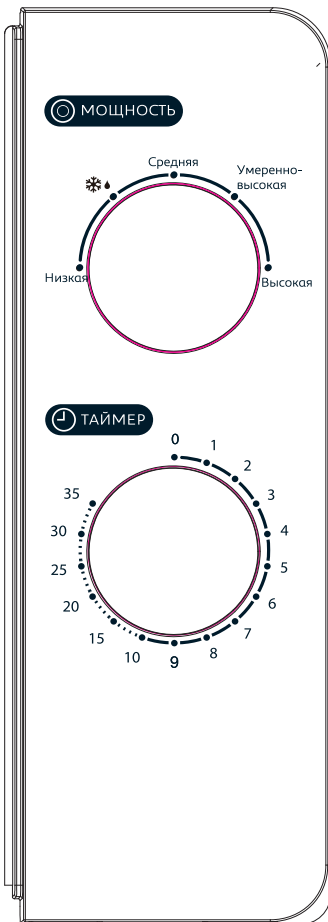 МОЩНОСТЬ
Средняя
Умеренно-
высокая
Низкая
Высокая
ТАЙМЕР
0
1
2
3
4
5
6
7
8
9
10
15
20
25
30
35